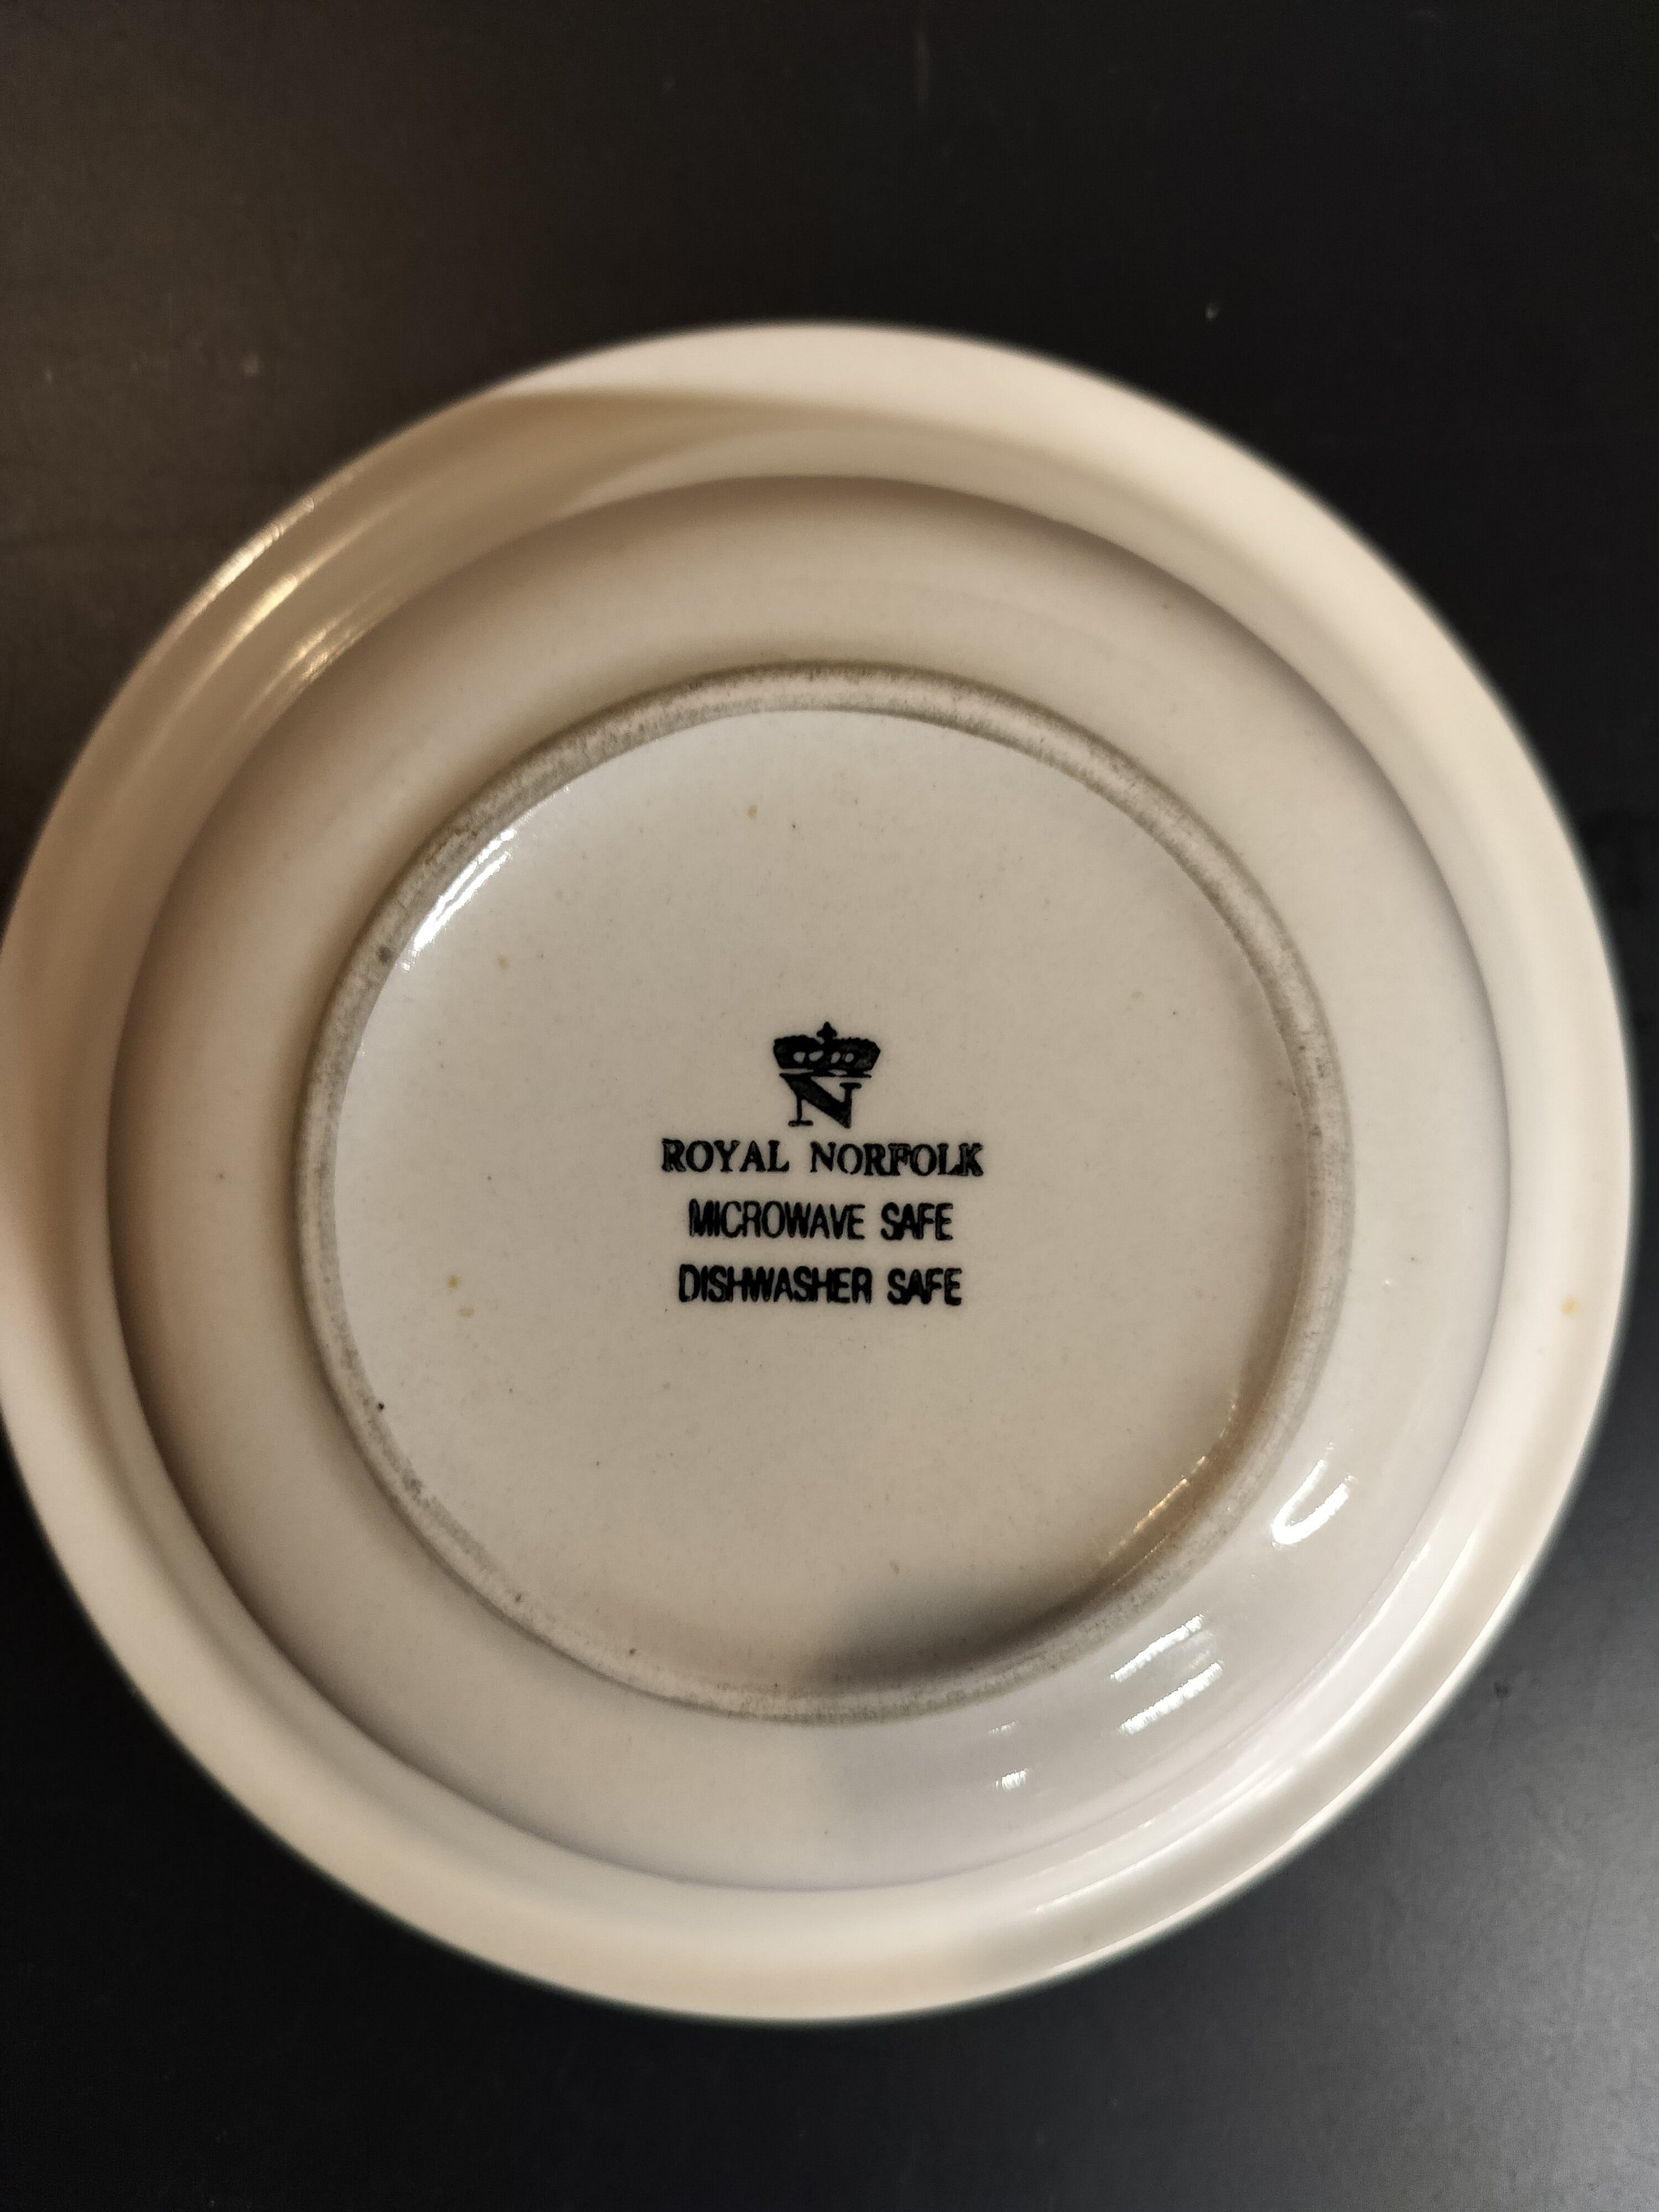 N
ROYAL NORFOLK
MICROWAVE SAFE
DISHWASHER SAFE